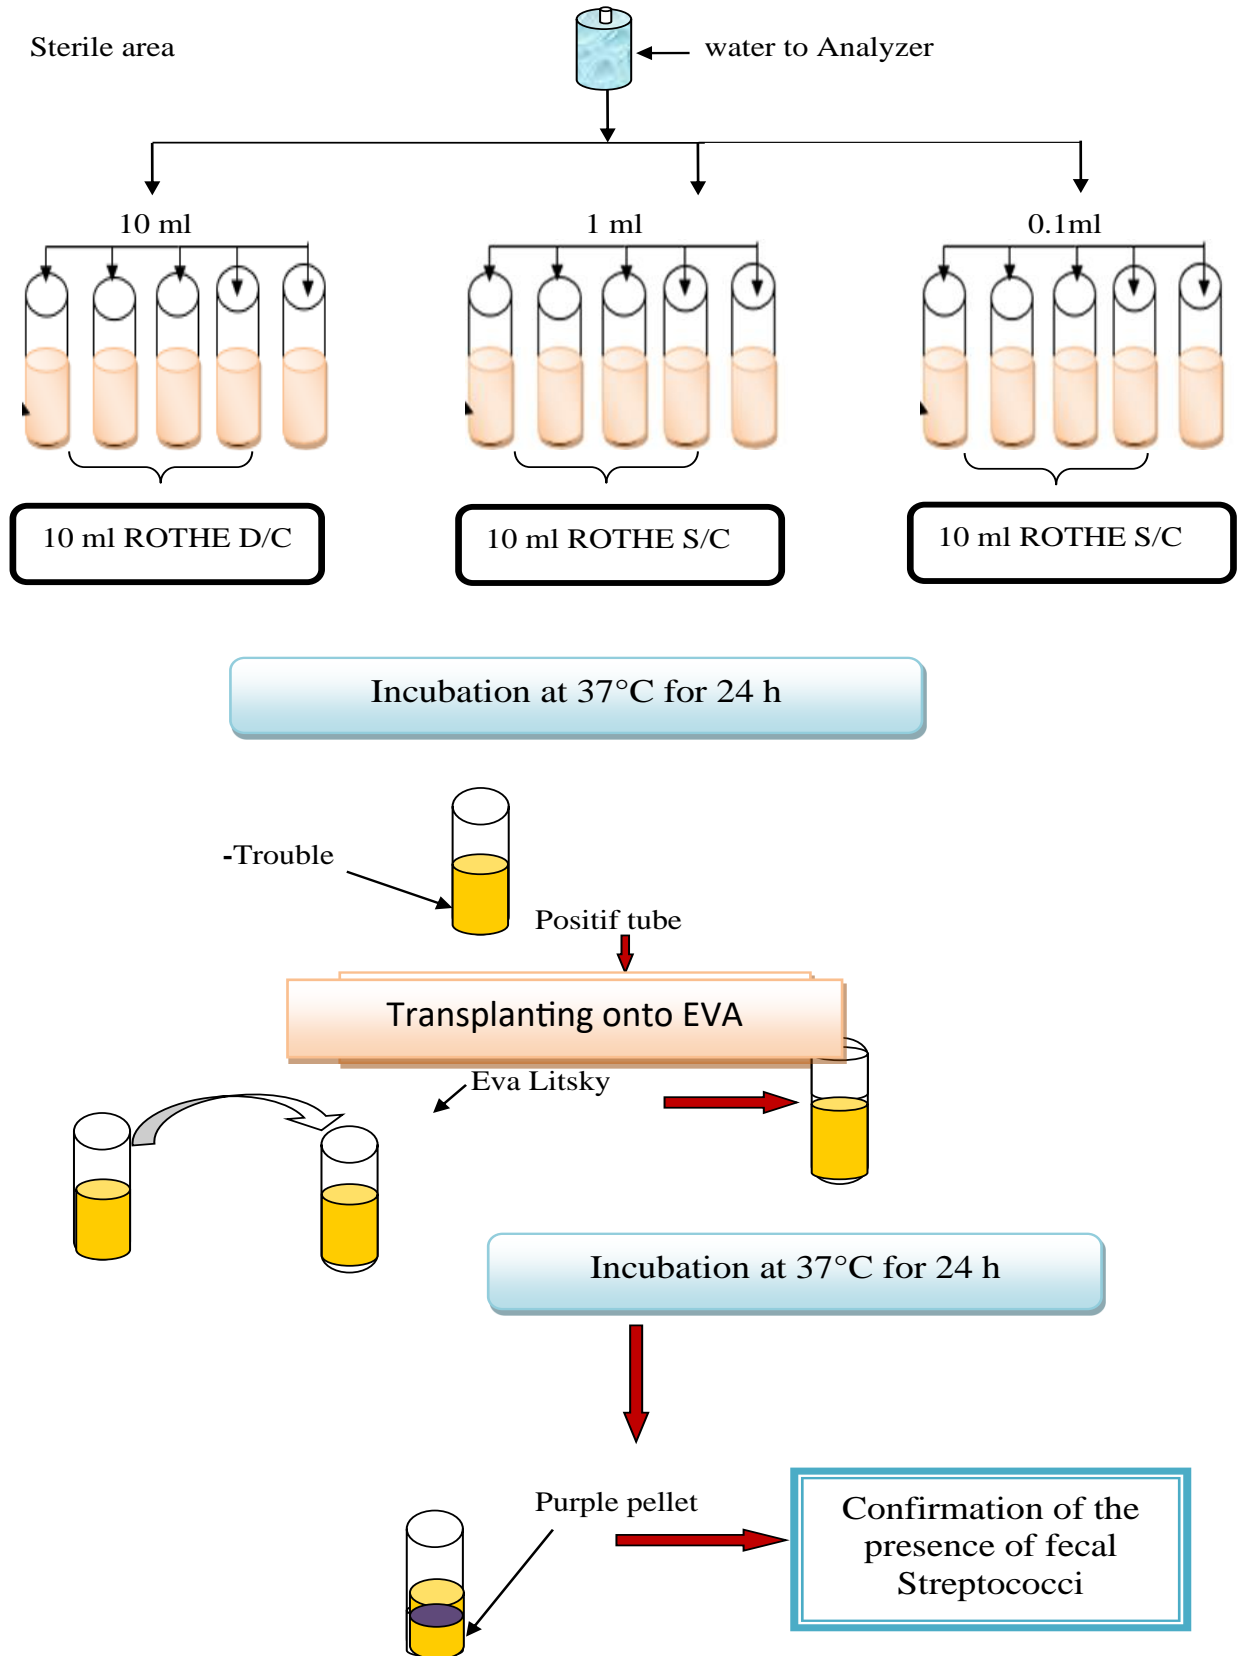 Sterile area
water to Analyzer
10 ml
1 ml
0.1ml
10 ml ROTHE D/C
10 ml ROTHE S/C
10 ml ROTHE S/C
Incubation at 37°C for 24 h
-Trouble
Positif tube
Transplanting onto EVA
Eva Litsky
Incubation at 37°C for 24 h
Purple pellet
Confirmation of the
presence of fecal
Streptococci